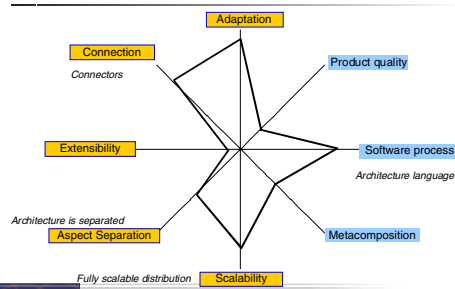 Adaptation
Connection
Product quality
Connectors
Extensibility
Software process
Architecture language
Architecture is separated
Aspect Separation
Metacomposition
Fully scalable distribution
Scalability